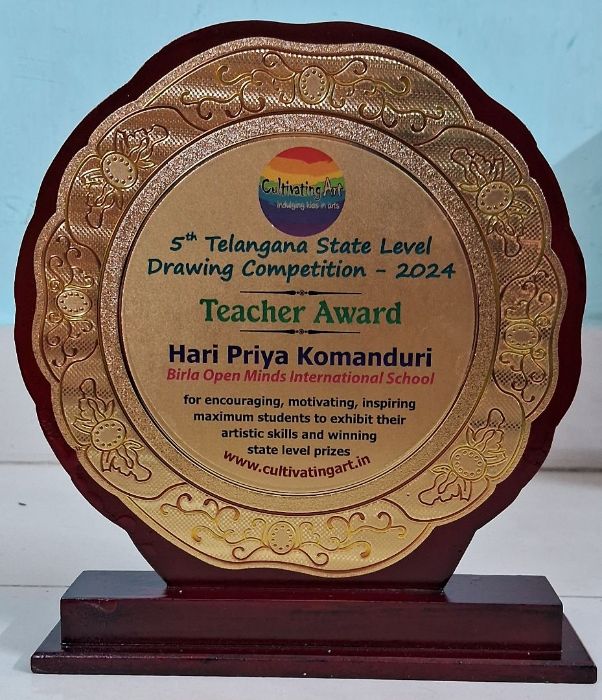 Cultivating Art
indulging kids in arts
5th Telangana State Level
Drawing Competition - 2024
Teacher Award
Hari Priya Komanduri
Birla Open Minds International School
for encouraging, motivating, inspiring
maximum students to exhibit their
artistic skills and winning
state level prizes
www.cultivatingart.in